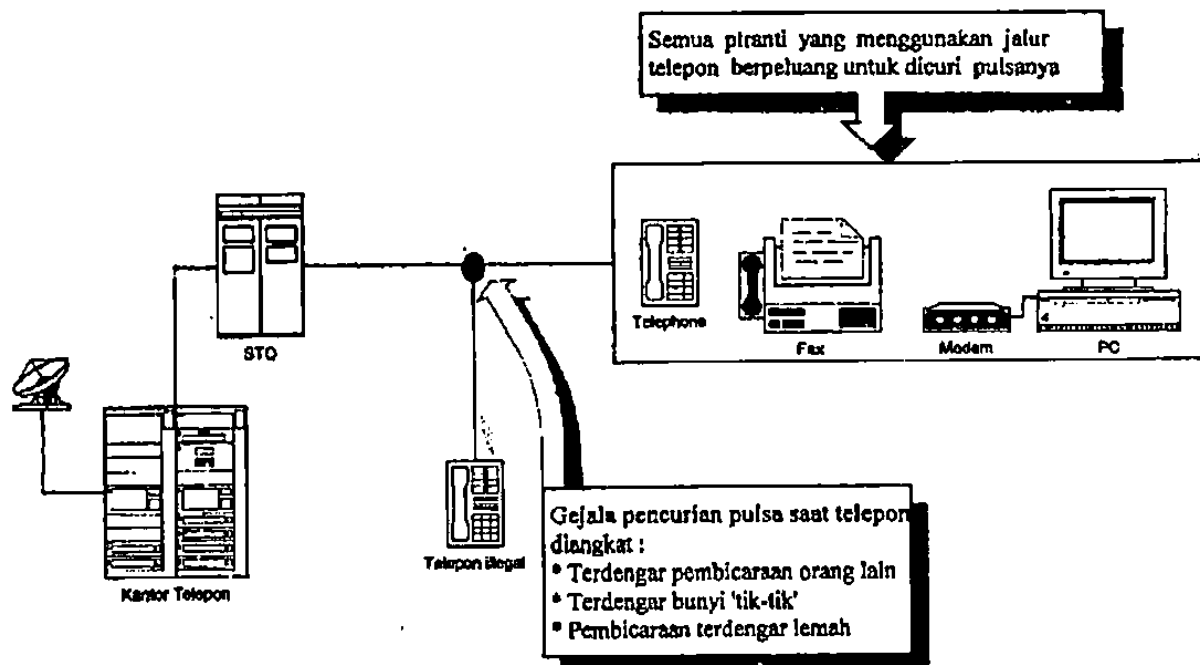 Semua piranti yang menggunakan jalur
telepon berpeluang untuk dicuri pulsanya
Telephone
Fax
Modem
PC
STO
Telepon illegal
Kantor Telepon
Gejala pencurian pulsa saat telepon
diangkat :
* Terdengar pembicaraan orang lain
* Terdengar bunyi 'tik-tik'
* Pembicaraan terdengar lemah